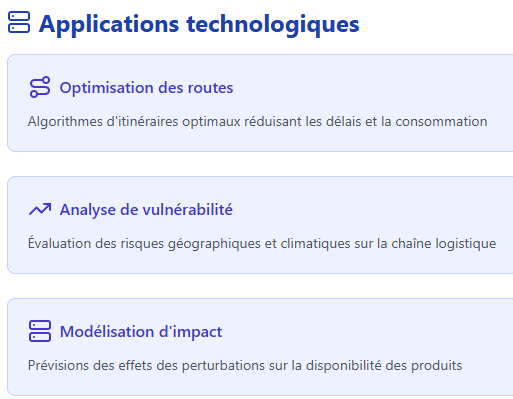 Applications technologiques
Optimisation des routes
Algorithmes d'itinéraires optimaux réduisant les délais et la consommation
Analyse de vulnérabilité
Évaluation des risques géographiques et climatiques sur la chaîne logistique
Modélisation d'impact
Prévisions des effets des perturbations sur la disponibilité des produits